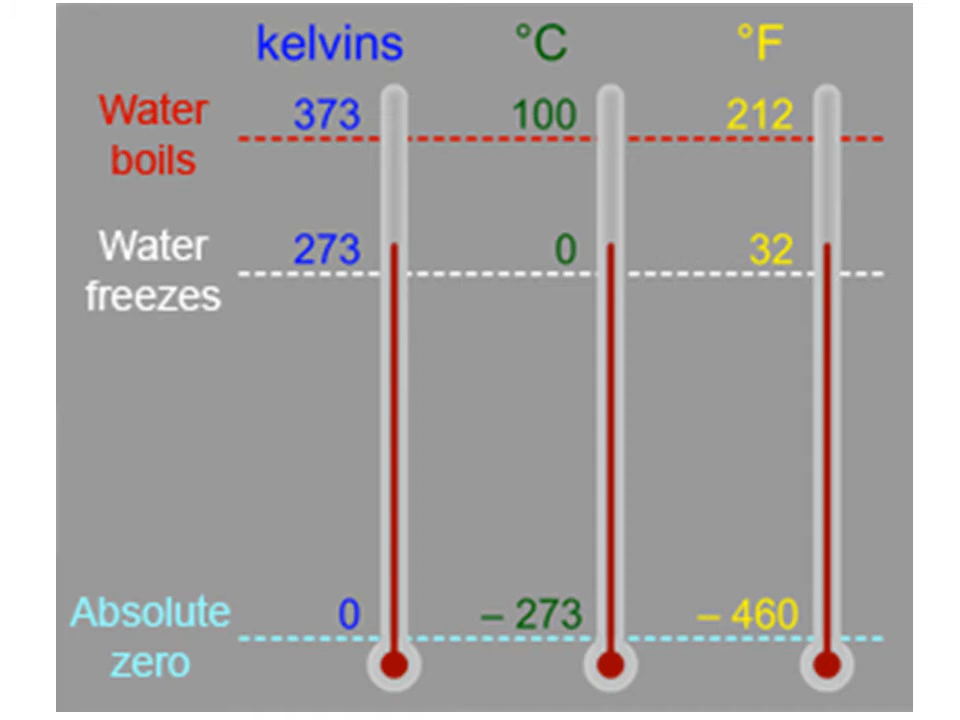 kelvins °C °F
Water boils 373 100 212
Water freezes 273 0 32
Absolute zero 0 – 273 – 460